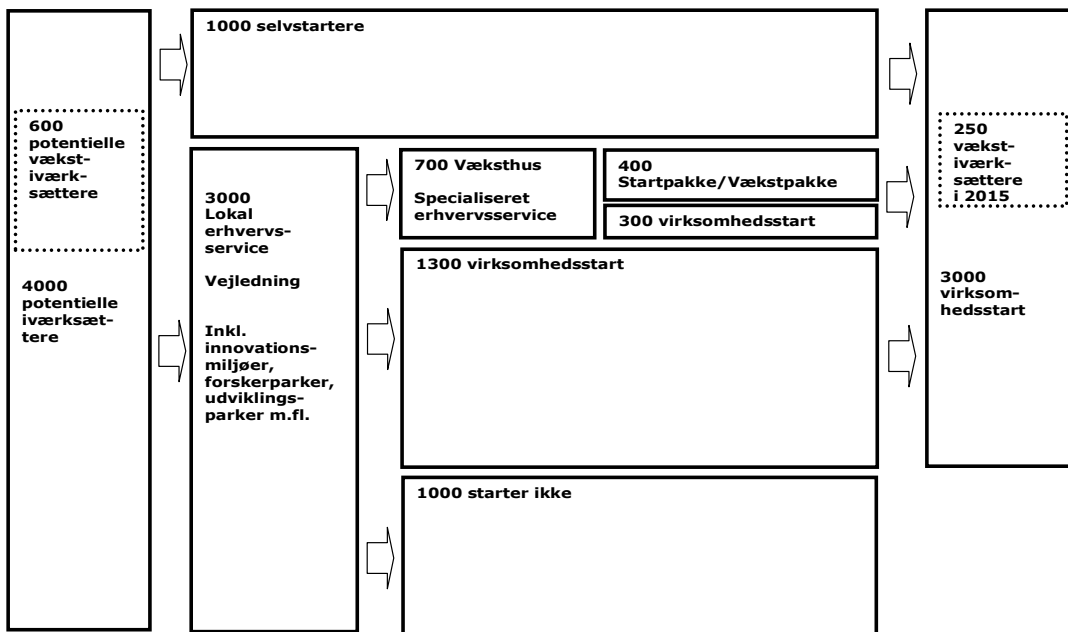 600
potentielle
vækst-
iværk-
sættere
4000
potentielle
iværksæt-
tere
1000 selvstartere
3000
Lokal
erhvervs-
service
Vejledning
Inkl.
innovations-
miljøer,
forskerparker,
udviklings-
parker m.fl.
700 Væksthus
Specialiseret
erhvervsservice
400
Startpakke/Vækstpakke
300 virksomhedsstart
1300 virksomhedsstart
1000 starter ikke
250
vækst-
iværk-
sættere
i 2015
3000
virksom-
hedsstart